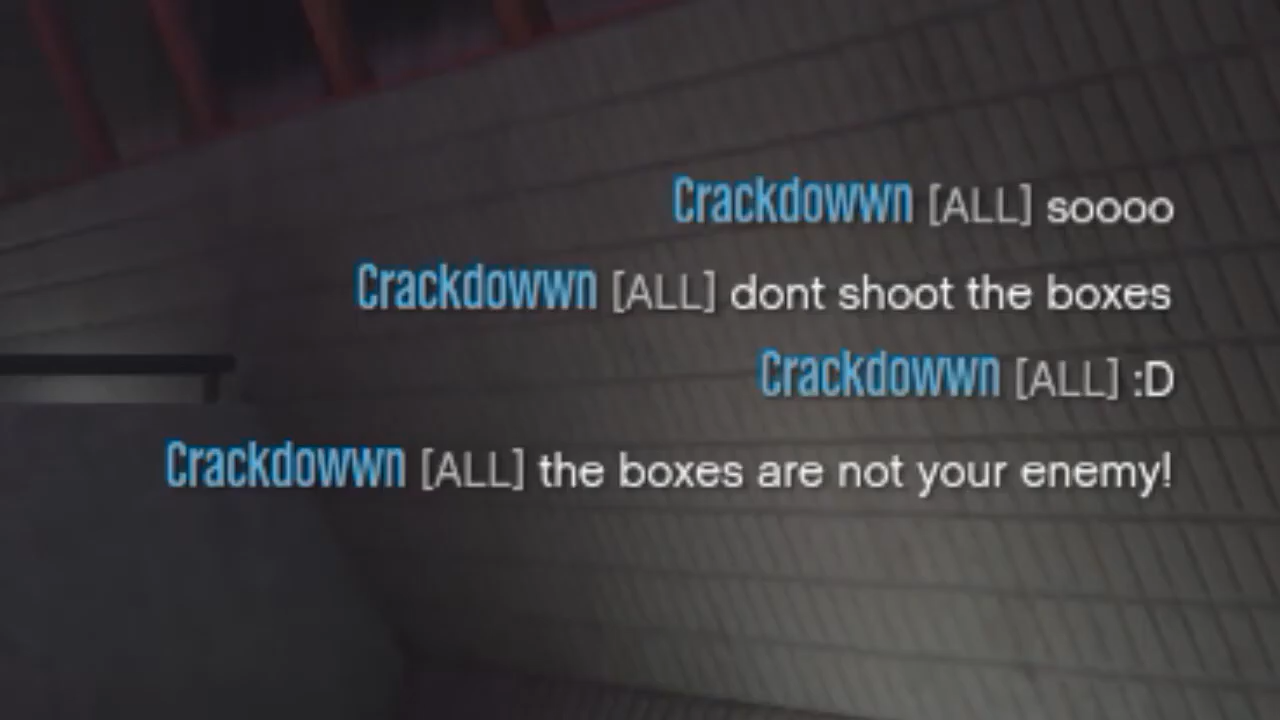 Crackdowwn [ALL] soooo
Crackdowwn [ALL] dont shoot the boxes
Crackdowwn [ALL] :D
Crackdowwn [ALL] the boxes are not your enemy!